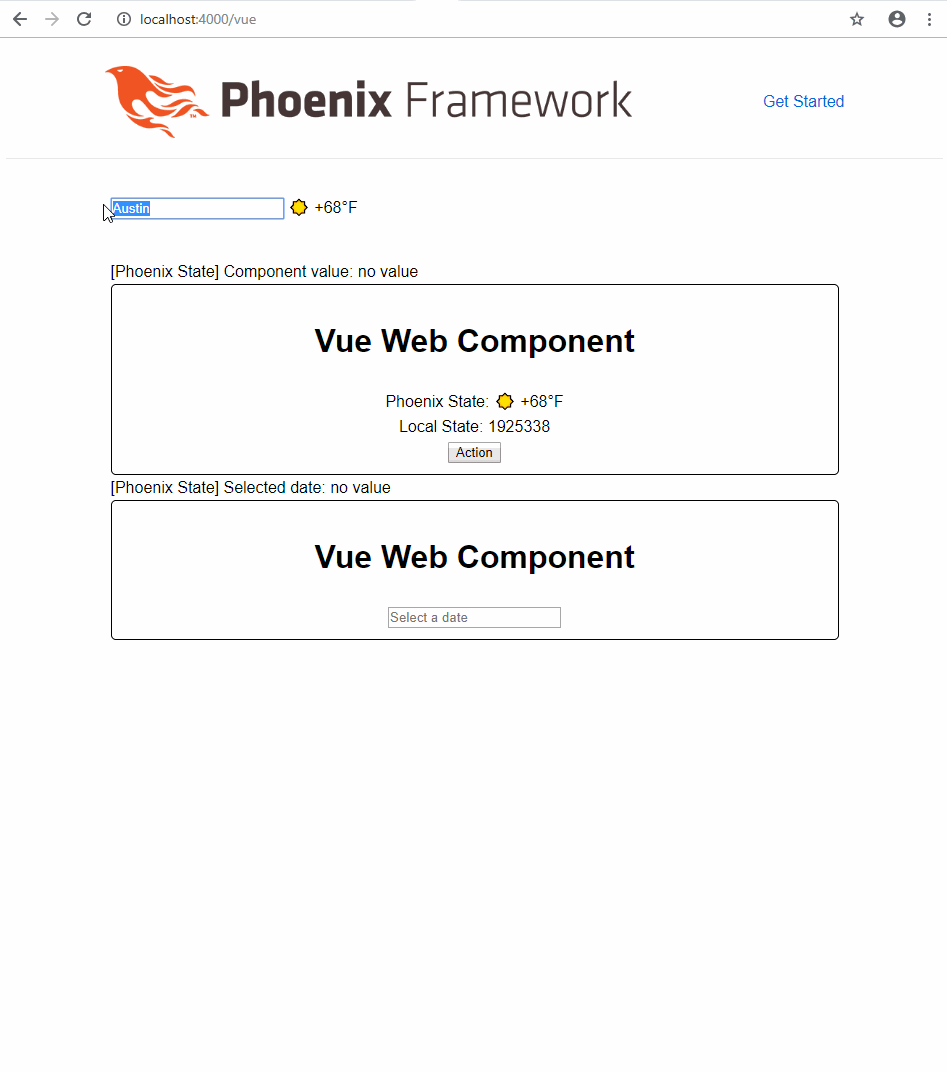 localhost:4000/vue
Phoenix Framework
™
Get Started
Austin +68°F
[Phoenix State] Component value: no value
Vue Web Component
Phoenix State: +68°F
Local State: 1925338
Action
[Phoenix State] Selected date: no value
Vue Web Component
Select a date